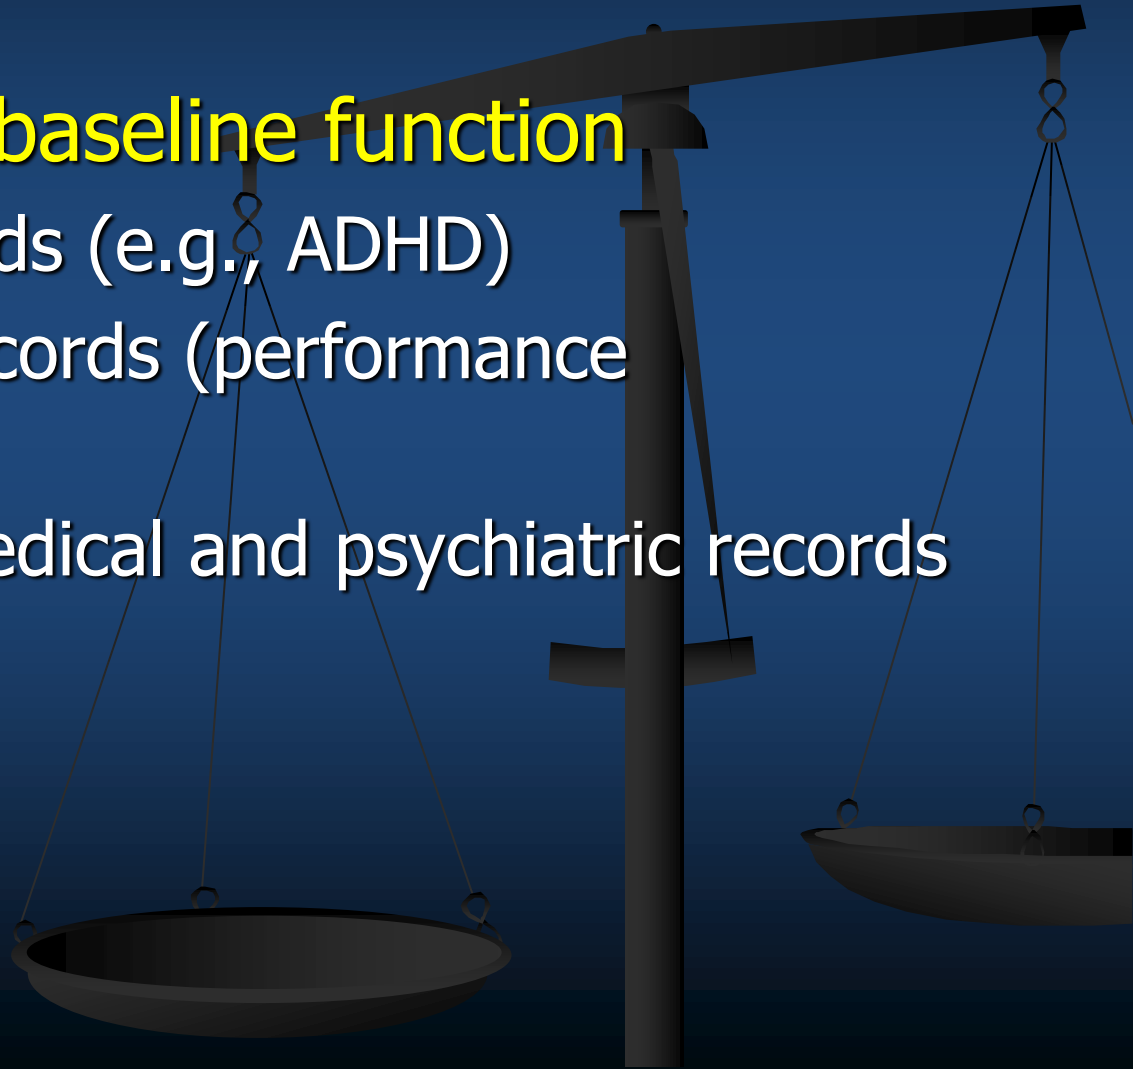 baseline function
ds (e.g., ADHD)
cords (performance
edical and psychiatric records